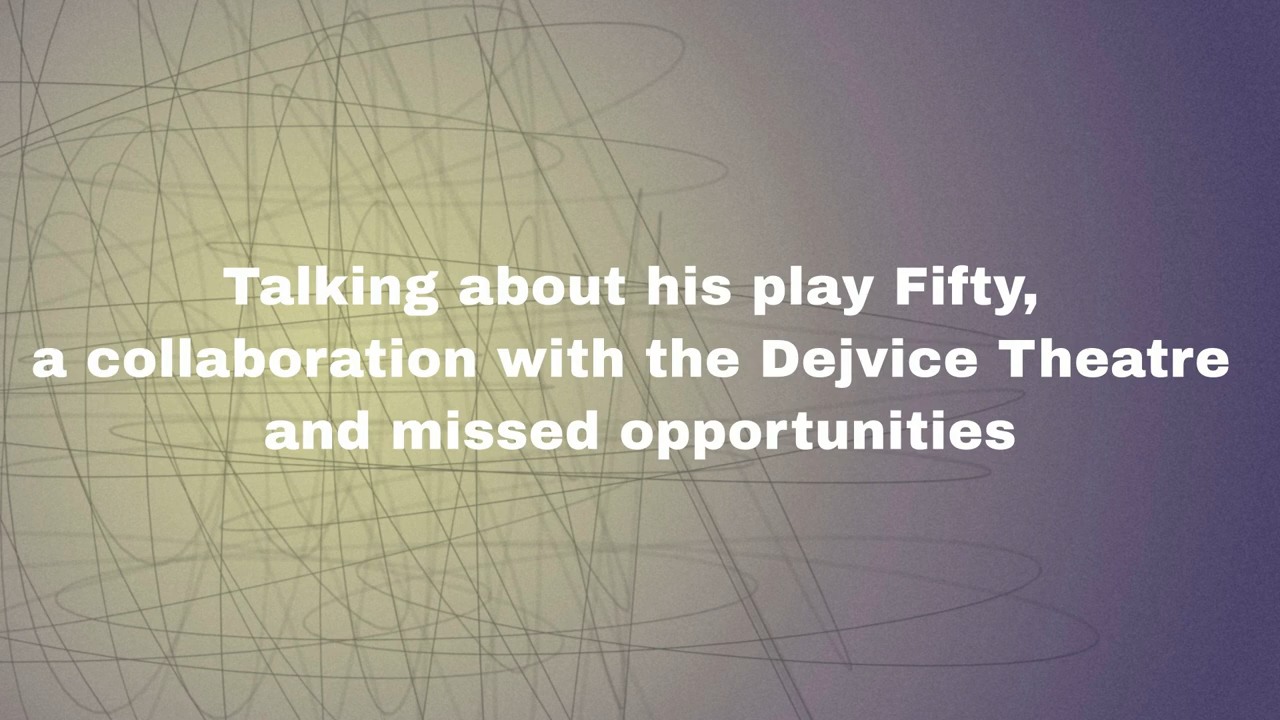 Talking about his play Fifty,
a collaboration with the Dejvice Theatre
and missed opportunities